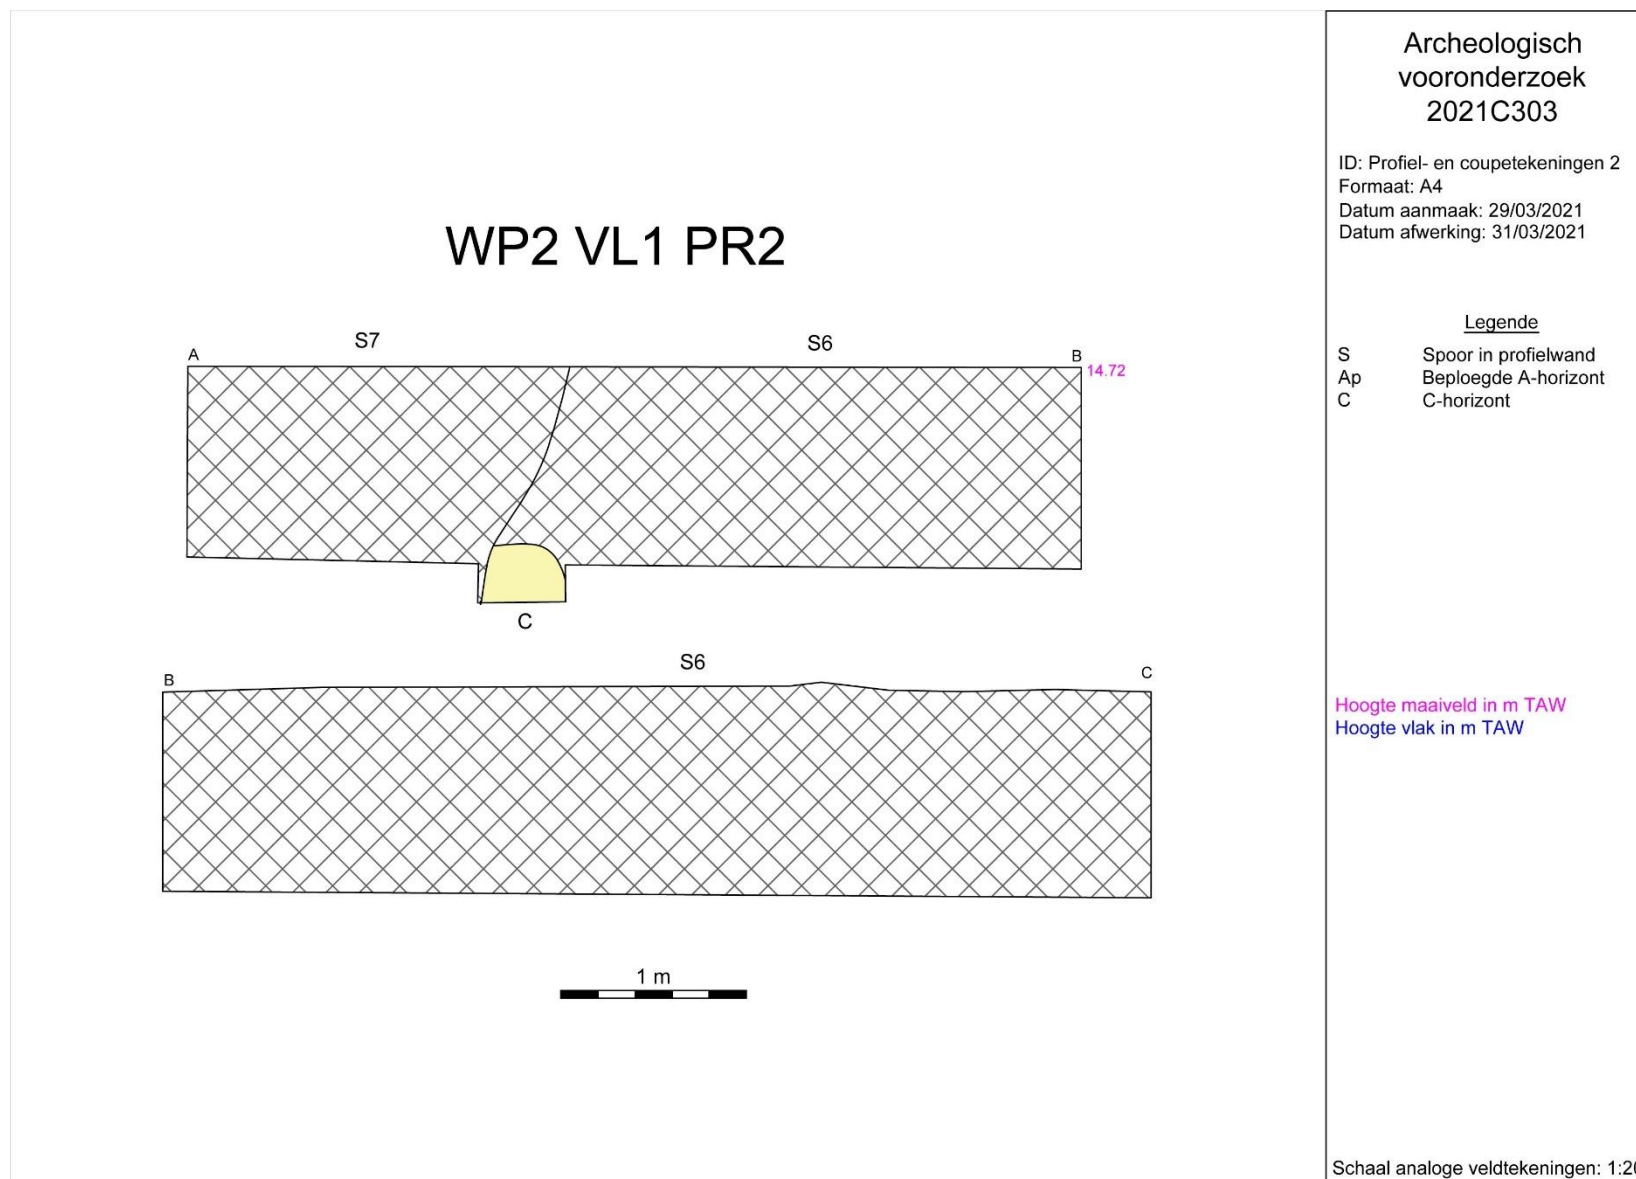 WP2 VL1 PR2
S7
S6
A
B
14.72
C
S6
B
C
1 m
Archeologisch
vooronderzoek
2021C303
ID: Profiel- en coupetekeningen 2
Formaat: A4
Datum aanmaak: 29/03/2021
Datum afwerking: 31/03/2021
Legende
S Spoor in profielwand
Ap Beploegde A-horizont
C C-horizont
Hoogte maaiveld in m TAW
Hoogte vlak in m TAW
Schaal analoge veldtekeningen: